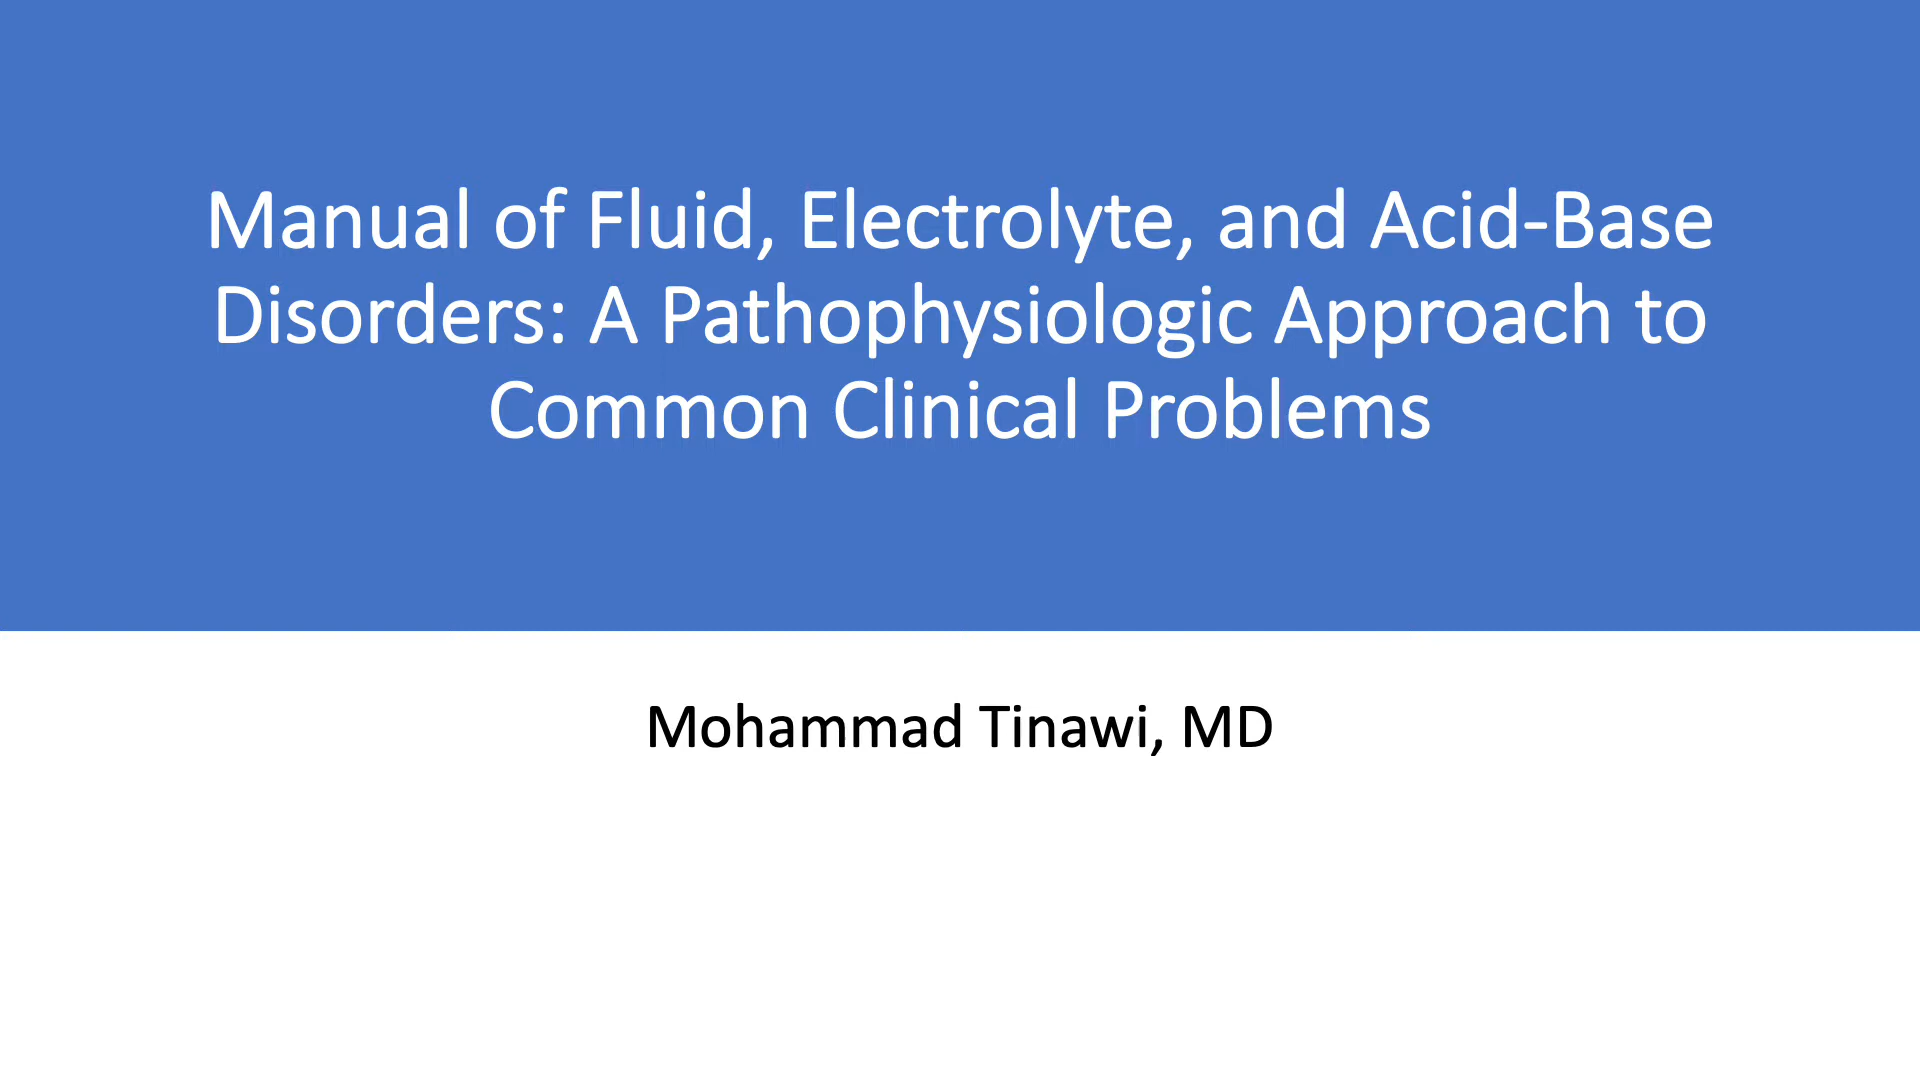 Manual of Fluid, Electrolyte, and Acid-Base
Disorders: A Pathophysiologic Approach to
Common Clinical Problems
Mohammad Tinawi, MD